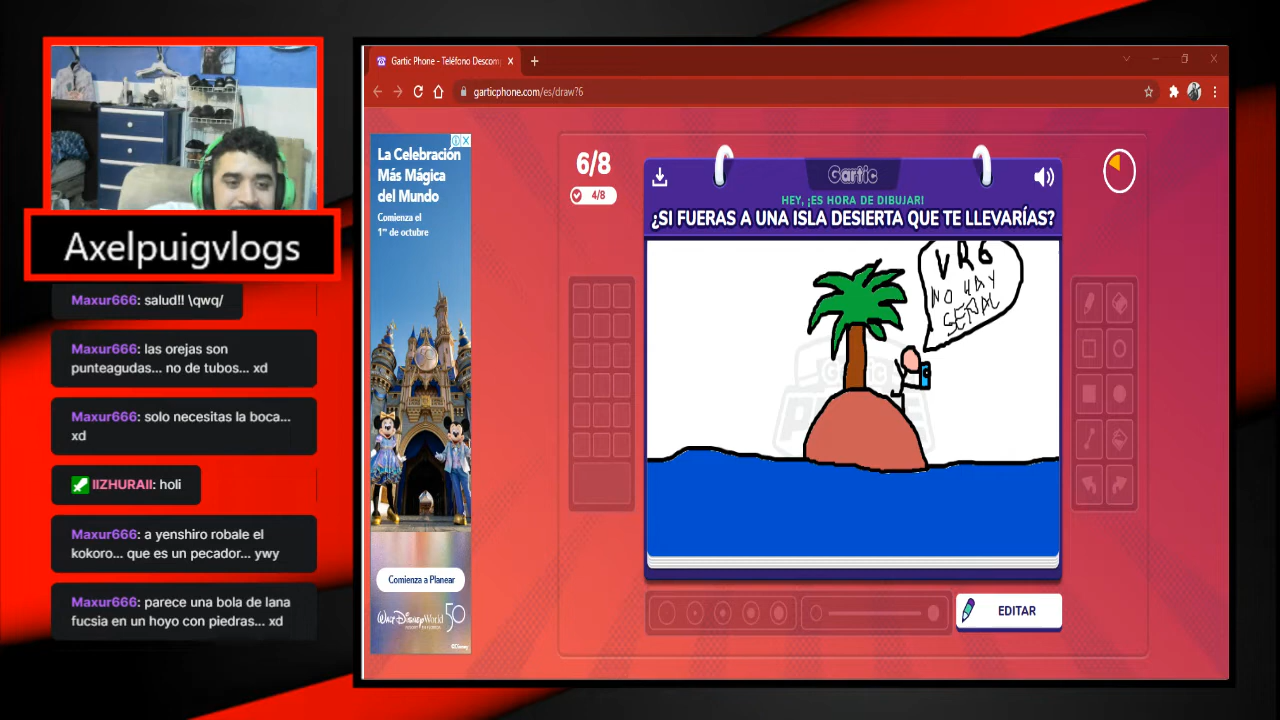 Axelpuigvlogs
Maxur666: salud!! \qwq/
Maxur666: las orejas son
punteagudas... no de tubos... xd
Maxur666: solo necesitas la boca...
xd
IIZHURAII: holi
Maxur666: a yenshiro robale el
kokoro... que es un pecador... ywy
Maxur666: parece una bola de lana
fucsia en un hoyo con piedras... xd
Gartic Phone - Teléfono Descom
garticphone.com/es/draw?6
La Celebración
Más Mágica
del Mundo
Comienza el
1ro de octubre
Comienza a Planear
Walt Disney World
50
©Disney
6/8
4/8
Gartic
HEY, ¡ES HORA DE DIBUJAR!
¿SI FUERAS A UNA ISLA DESIERTA QUE TE LLEVARÍAS?
VRG
NO HAY
SEÑAL
EDITAR